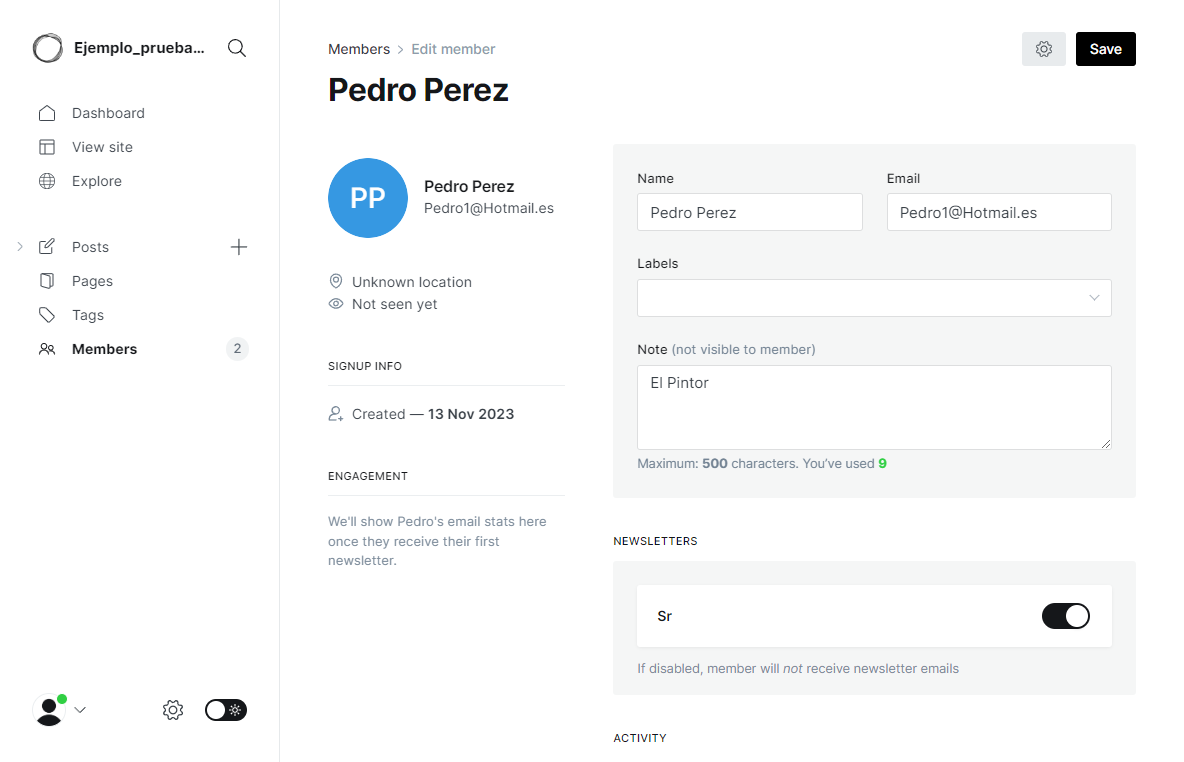 Ejemplo_prueba...
Dashboard
View site
Explore
Posts
Pages
Tags
Members
2
Members > Edit member
Save
Pedro Perez
PP
Pedro Perez
Pedro1@Hotmail.es
Unknown location
Not seen yet
SIGNUP INFO
Created — 13 Nov 2023
ENGAGEMENT
We'll show Pedro's email stats here
once they receive their first
newsletter.
Name
Email
Pedro Perez
Pedro1@Hotmail.es
Labels
Note (not visible to member)
El Pintor
Maximum: 500 characters. You've used 9
NEWSLETTERS
Sr
If disabled, member will not receive newsletter emails
ACTIVITY